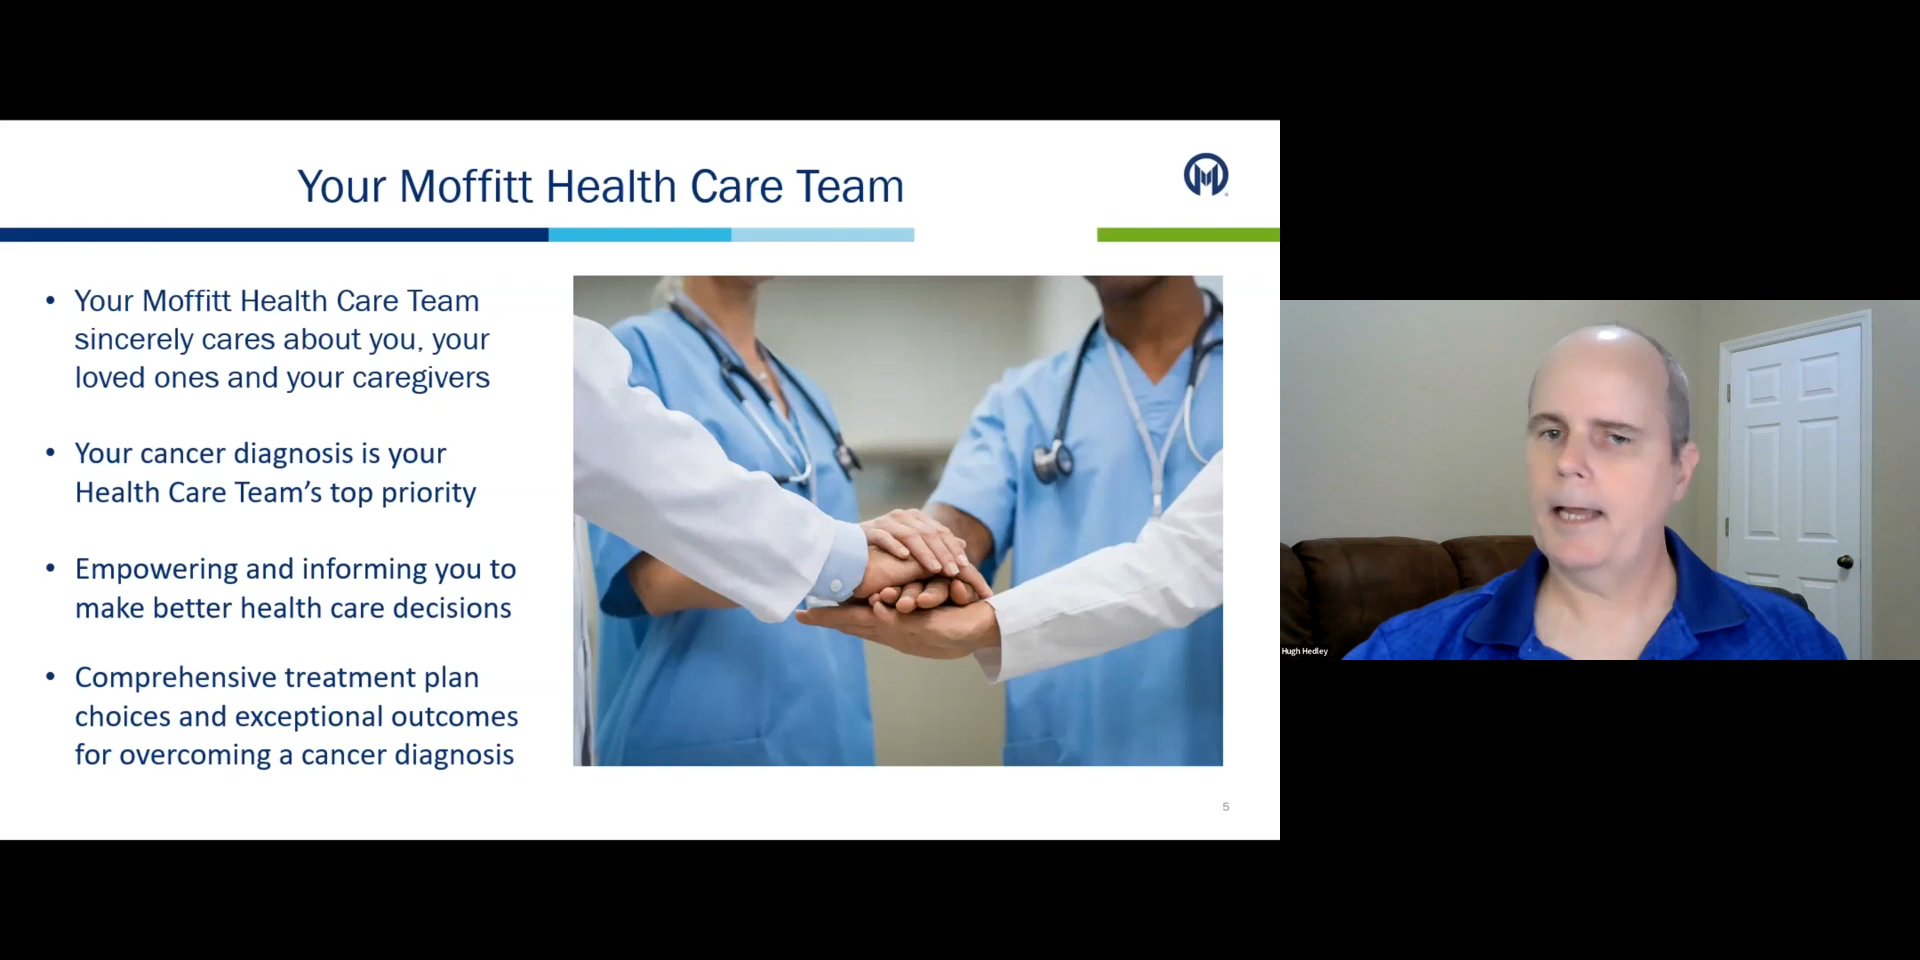 Your Moffitt Health Care Team
• Your Moffitt Health Care Team
sincerely cares about you, your
loved ones and your caregivers
• Your cancer diagnosis is your
Health Care Team’s top priority
• Empowering and informing you to
make better health care decisions
• Comprehensive treatment plan
choices and exceptional outcomes
for overcoming a cancer diagnosis
5
Hugh Hedley